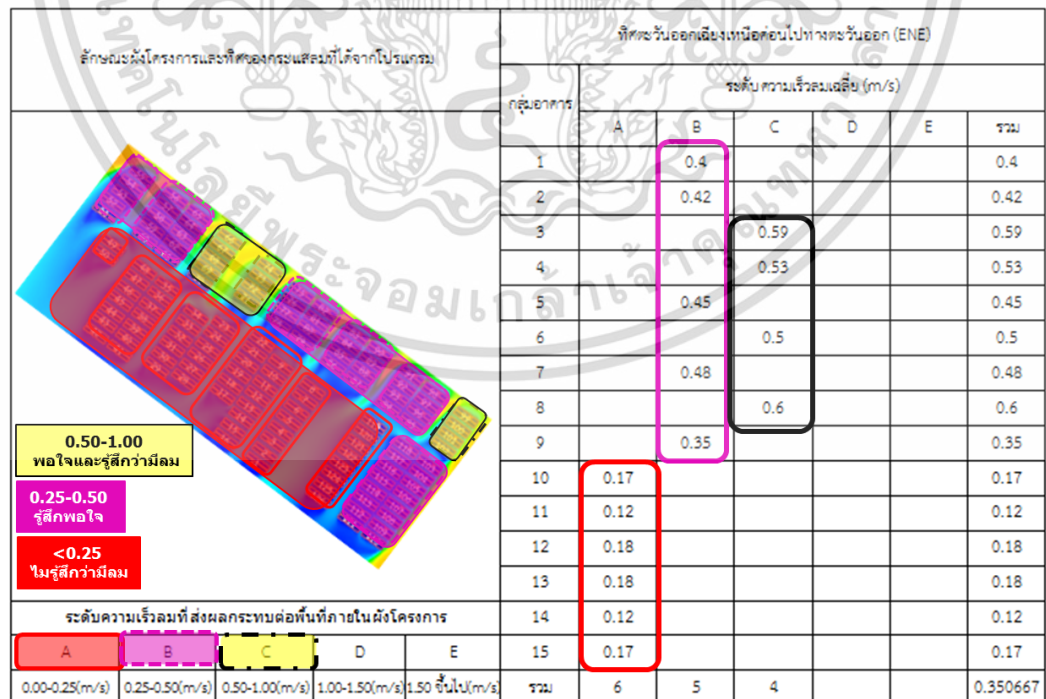 ลักษณะผังโครงการและทิศของกระแสลมที่ได้จากโปรแกรม
ทิศตะวันออกเฉียงเหนือค่อนไปทางตะวันออก (ENE)
กลุ่มอาคาร
ระดับ ความเร็วลมเฉลี่ย (m/s)
A B C D E รวม
1 0.4 0.4
2 0.42 0.42
3 0.59 0.59
4 0.53 0.53
5 0.45 0.45
6 0.5 0.5
7 0.48 0.48
8 0.6 0.6
9 0.35 0.35
10 0.17 0.17
11 0.12 0.12
12 0.18 0.18
13 0.18 0.18
14 0.12 0.12
15 0.17 0.17
รวม 6 5 4 0.350667
0.50-1.00
พอใจและรู้สึกว่ามีลม
0.25-0.50
รู้สึกพอใจ
<0.25
ไมรู้สึกว่ามีลม
ระดับความเร็วลมที่ส่งผลกระทบต่อพื้นที่ภายในผังโครงการ
A B C D E
0.00-0.25(m/s) 0.25-0.50(m/s) 0.50-1.00(m/s) 1.00-1.50(m/s) 1.50 ขึ้นไป(m/s)